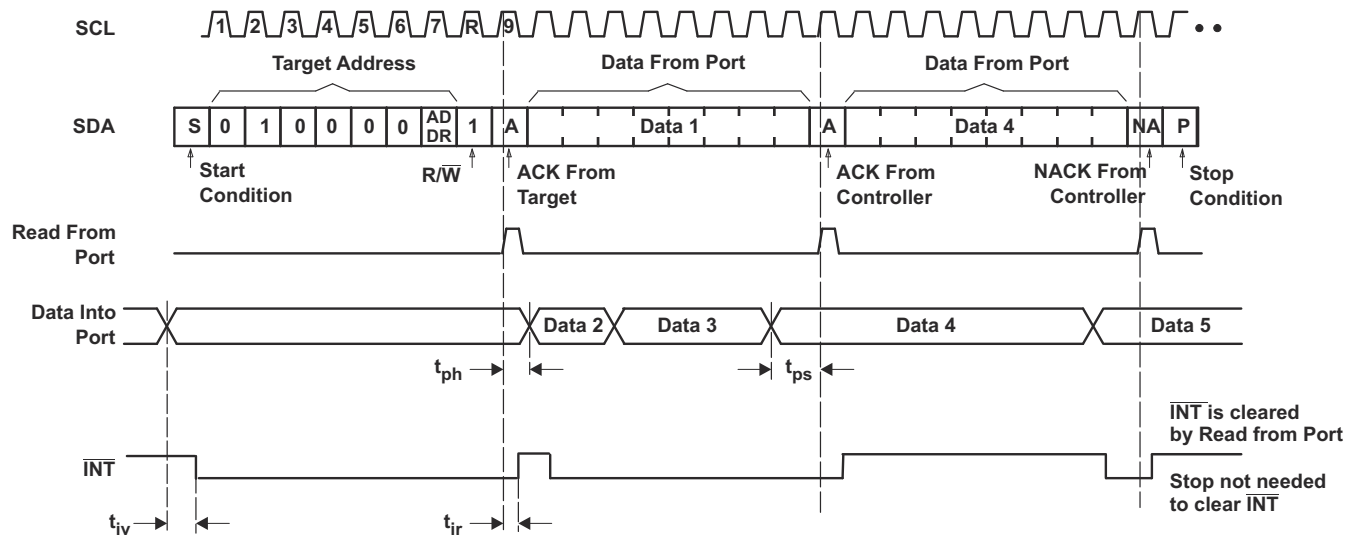 SCL
1 2 3 4 5 6 7 R 9
Target Address
Data From Port
Data From Port
SDA
S 0 1 0 0 0 0 AD DR 1 A Data 1 A Data 4 NA P
Start Condition
R/W
ACK From Target
ACK From Controller
NACK From Controller
Stop Condition
Read From Port
Data Into Port
Data 2 Data 3 Data 4 Data 5
tph
tps
INT is cleared by Read from Port
INT
Stop not needed to clear INT
tiv
tir